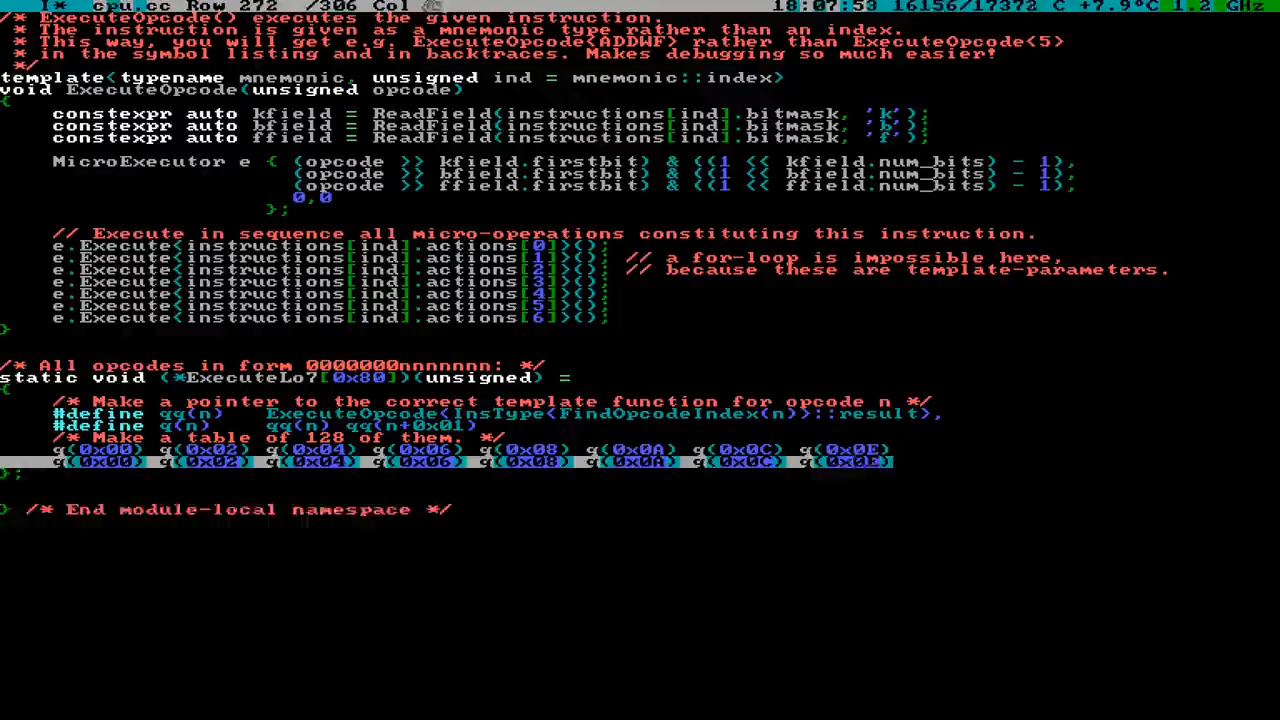 I* cpu.cc Row 272 /306 Col 18:07:53 16156/17372 C +7.9°C 1.2 GHz
/* ExecuteOpcode() executes the given instruction.
* The instruction is given as a mnemonic type rather than an index.
* This way, you will get e.g. ExecuteOpcode<ADDWF> rather than ExecuteOpcode<5>
* in the symbol listing and in backtraces. Makes debugging so much easier!
*/
template<typename mnemonic, unsigned ind = mnemonic::index>
void ExecuteOpcode(unsigned opcode)
{
constexpr auto kfield = ReadField(instructions[ind].bitmask, 'k');
constexpr auto bfield = ReadField(instructions[ind].bitmask, 'b');
constexpr auto ffield = ReadField(instructions[ind].bitmask, 'f');
MicroExecutor e { (opcode >> kfield.firstbit) & ((1 << kfield.num_bits) - 1),
(opcode >> bfield.firstbit) & ((1 << bfield.num_bits) - 1),
(opcode >> ffield.firstbit) & ((1 << ffield.num_bits) - 1),
0,0
};
// Execute in sequence all micro-operations constituting this instruction.
e.Execute<instructions[ind].actions[0]>();
e.Execute<instructions[ind].actions[1]>(); // a for-loop is impossible here,
e.Execute<instructions[ind].actions[2]>(); // because these are template-parameters.
e.Execute<instructions[ind].actions[3]>();
e.Execute<instructions[ind].actions[4]>();
e.Execute<instructions[ind].actions[5]>();
e.Execute<instructions[ind].actions[6]>();
}
/* All opcodes in form 0000000nnnnnnn: */
static void (*ExecuteLo7[0x80])(unsigned) =
{
/* Make a pointer to the correct template function for opcode n */
#define qq(n) ExecuteOpcode<InsType<FindOpcodeIndex(n)>::result>,
#define q(n) qq(n) qq(n+0x01)
/* Make a table of 128 of them. */
q(0x00) q(0x02) q(0x04) q(0x06) q(0x08) q(0x0A) q(0x0C) q(0x0E)
q(0x00) q(0x02) q(0x04) q(0x06) q(0x08) q(0x0A) q(0x0C) q(0x0E)
};
} /* End module-local namespace */